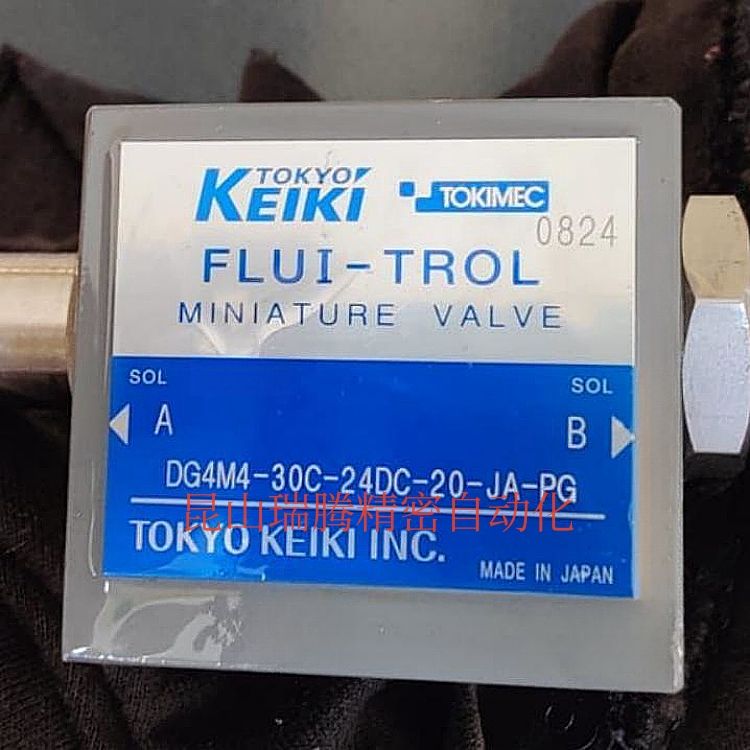 TOKYO KEIKI TOKIMEC
0824
FLUI-TROL
MINIATURE VALVE
SOL SOL
A B
DG4M4-30C-24DC-20-JA-PG
昆山瑞腾精密自动化
TOKYO KEIKI INC.
MADE IN JAPAN